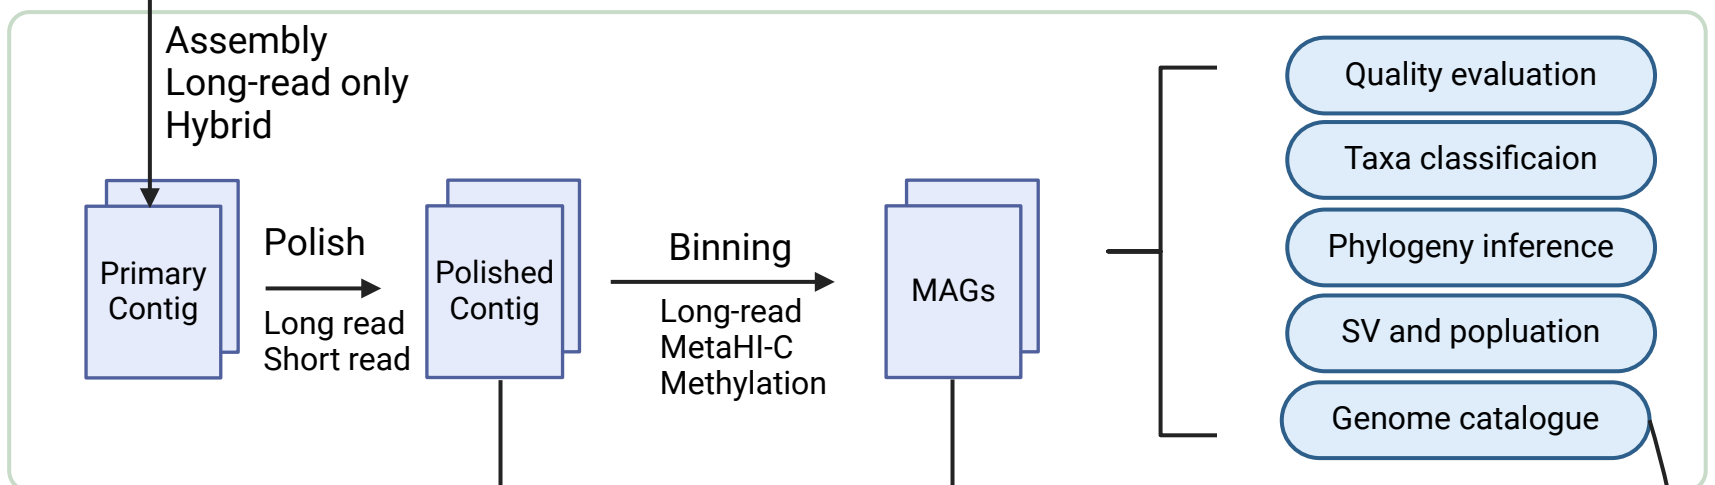 Assembly
Long-read only
Hybrid
Primary
Contig
Polish
Long read
Short read
Polished
Contig
Binning
Long-read
MetaHI-C
Methylation
MAGs
Quality evaluation
Taxa classificaion
Phylogeny inference
SV and popluation
Genome catalogue